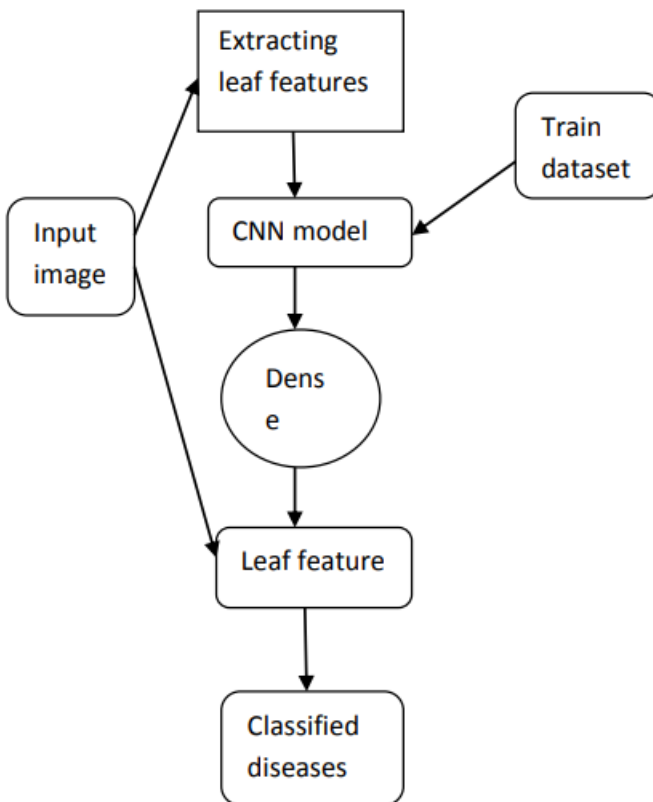 Extracting
leaf features
Train
dataset
Input
image
CNN model
Dens
e
Leaf feature
Classified
diseases